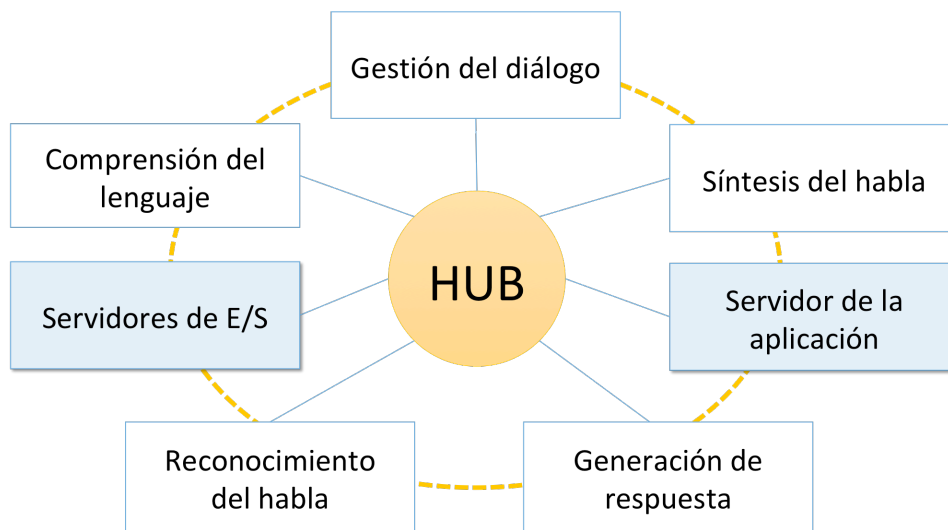 Gestión del diálogo
Comprensión del
lenguaje
Síntesis del habla
HUB
Servidores de E/S
Servidor de la
aplicación
Reconocimiento
del habla
Generación de
respuesta